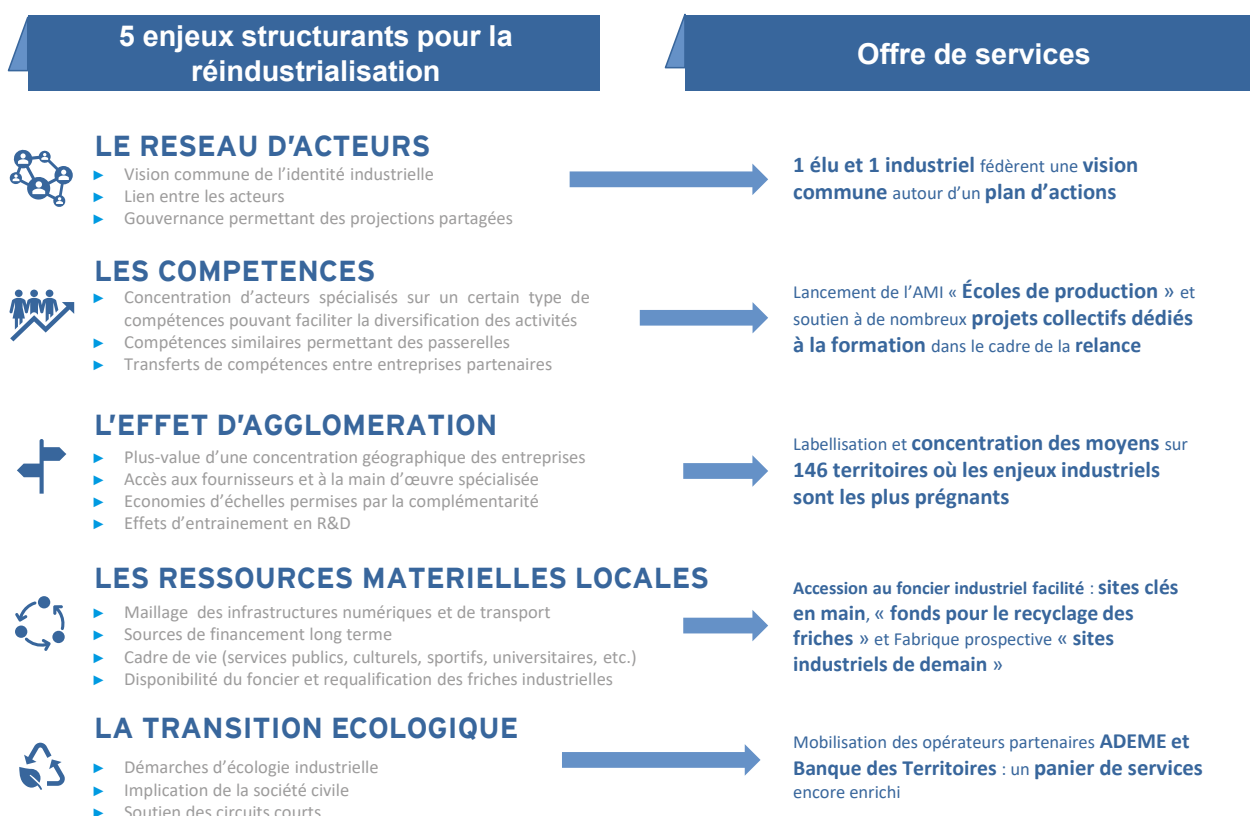 5 enjeux structurants pour la
réindustrialisation
Offre de services
LE RESEAU D'ACTEURS
► Vision commune de l'identité industrielle
► Lien entre les acteurs
► Gouvernance permettant des projections partagées
1 élu et 1 industriel fédèrent une vision
commune autour d'un plan d'actions
LES COMPETENCES
► Concentration d'acteurs spécialisés sur un certain type de
compétences pouvant faciliter la diversification des activités
► Compétences similaires permettant des passerelles
► Transferts de compétences entre entreprises partenaires
Lancement de l'AMI « Écoles de production » et
soutien à de nombreux projets collectifs dédiés
à la formation dans le cadre de la relance
L'EFFET D'AGGLOMERATION
► Plus-value d'une concentration géographique des entreprises
► Accès aux fournisseurs et à la main d'œuvre spécialisée
► Economies d'échelles permises par la complémentarité
► Effets d'entrainement en R&D
Labellisation et concentration des moyens sur
146 territoires où les enjeux industriels
sont les plus prégnants
LES RESSOURCES MATERIELLES LOCALES
► Maillage des infrastructures numériques et de transport
► Sources de financement long terme
► Cadre de vie (services publics, culturels, sportifs, universitaires, etc.)
► Disponibilité du foncier et requalification des friches industrielles
Accession au foncier industriel facilité : sites clés
en main, « fonds pour le recyclage des
friches » et Fabrique prospective « sites
industriels de demain »
LA TRANSITION ECOLOGIQUE
► Démarches d'écologie industrielle
► Implication de la société civile
► Soutien des circuits courts
Mobilisation des opérateurs partenaires ADEME et
Banque des Territoires : un panier de services
encore enrichi